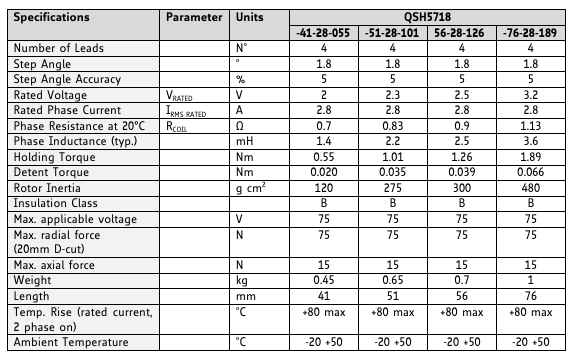 Specifications Parameter Units QSH5718
-41-28-055 -51-28-101 56-28-126 -76-28-189
Number of Leads N° 4 4 4 4
Step Angle ° 1.8 1.8 1.8 1.8
Step Angle Accuracy % 5 5 5 5
Rated Voltage VRATED V 2 2.3 2.5 3.2
Rated Phase Current IRMS RATED A 2.8 2.8 2.8 2.8
Phase Resistance at 20°C RCOIL Ω 0.7 0.83 0.9 1.13
Phase Inductance (typ.) mH 1.4 2.2 2.5 3.6
Holding Torque Nm 0.55 1.01 1.26 1.89
Detent Torque Nm 0.020 0.035 0.039 0.066
Rotor Inertia g cm² 120 275 300 480
Insulation Class B B B B
Max. applicable voltage V 75 75 75 75
Max. radial force N 75 75 75 75
(20mm D-cut)
Max. axial force N 15 15 15 15
Weight kg 0.45 0.65 0.7 1
Length mm 41 51 56 76
Temp. Rise (rated current, °C +80 max +80 max +80 max +80 max
2 phase on)
Ambient Temperature °C -20 +50 -20 +50 -20 +50 -20 +50